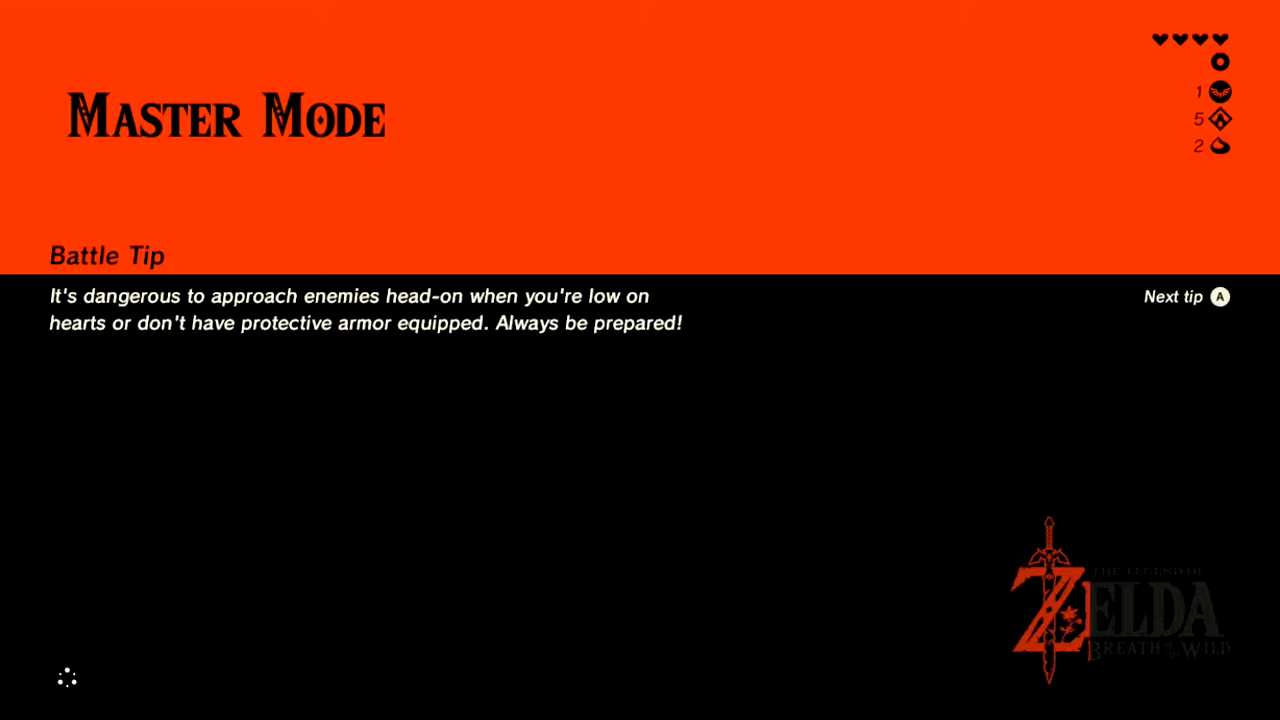 Master Mode
1
5
2
Battle Tip
It's dangerous to approach enemies head-on when you're low on
hearts or don't have protective armor equipped. Always be prepared!
Next tip A
THE LEGEND OF
ZELDA
BREATH OF THE WILD